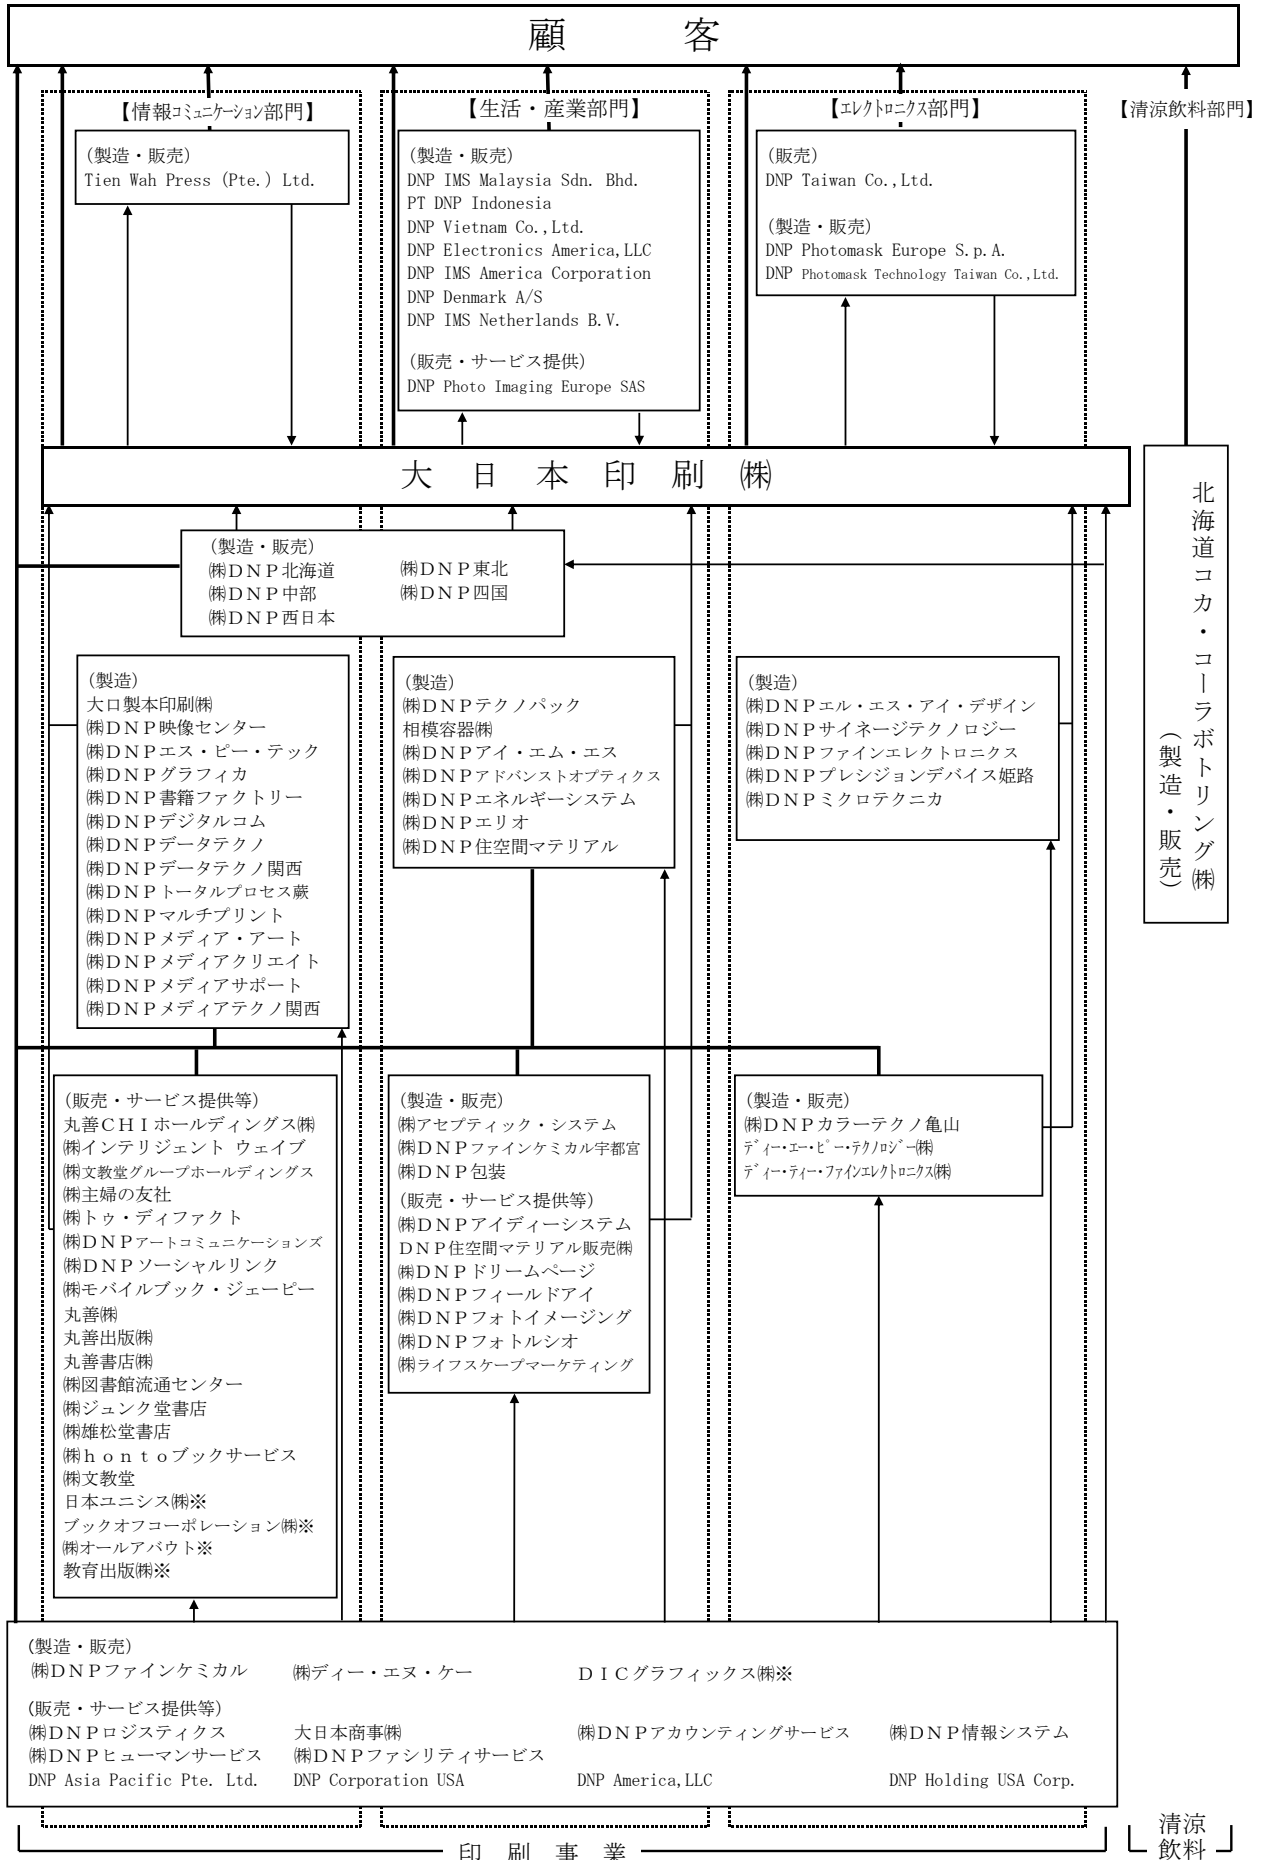 顧客
【情報ｺﾐｭﾆｹｰｼｮﾝ部門】
【生活・産業部門】
【ｴﾚｸﾄﾛﾆｸｽ部門】
【清涼飲料部門】
(製造・販売)
Tien Wah Press (Pte.) Ltd.
(製造・販売)
DNP IMS Malaysia Sdn. Bhd.
PT DNP Indonesia
DNP Vietnam Co.,Ltd.
DNP Electronics America,LLC
DNP IMS America Corporation
DNP Denmark A/S
DNP IMS Netherlands B.V.
(販売・サービス提供)
DNP Photo Imaging Europe SAS
(販売)
DNP Taiwan Co.,Ltd.
(製造・販売)
DNP Photomask Europe S.p.A.
DNP Photomask Technology Taiwan Co.,Ltd.
大日本印刷㈱
北海道コカ・コーラボトリング㈱
(製造・販売)
(製造・販売)
㈱ＤＮＰ北海道
㈱ＤＮＰ東北
㈱ＤＮＰ中部
㈱ＤＮＰ四国
㈱ＤＮＰ西日本
(製造)
大口製本印刷㈱
㈱ＤＮＰ映像センター
㈱ＤＮＰエス・ピー・テック
㈱ＤＮＰグラフィカ
㈱ＤＮＰ書籍ファクトリー
㈱ＤＮＰデジタルコム
㈱ＤＮＰデータテクノ
㈱ＤＮＰデータテクノ関西
㈱ＤＮＰトータルプロセス蕨
㈱ＤＮＰマルチプリント
㈱ＤＮＰメディア・アート
㈱ＤＮＰメディアクリエイト
㈱ＤＮＰメディアサポート
㈱ＤＮＰメディアテクノ関西
(製造)
㈱ＤＮＰテクノパック
相模容器㈱
㈱ＤＮＰアイ・エム・エス
㈱ＤＮＰアドバンストオプティクス
㈱ＤＮＰエネルギーシステム
㈱ＤＮＰエリオ
㈱ＤＮＰ住空間マテリアル
(製造)
㈱ＤＮＰエル・エス・アイ・デザイン
㈱ＤＮＰサイネージテクノロジー
㈱ＤＮＰファインエレクトロニクス
㈱ＤＮＰプレシジョンデバイス姫路
㈱ＤＮＰミクロテクニカ
(販売・サービス提供等)
丸善ＣＨＩホールディングス㈱
㈱インテリジェント ウェイブ
㈱文教堂グループホールディングス
㈱主婦の友社
㈱トゥ・ディファクト
㈱ＤＮＰアートコミュニケーションズ
㈱ＤＮＰソーシャルリンク
㈱モバイルブック・ジェーピー
丸善㈱
丸善出版㈱
丸善書店㈱
㈱図書館流通センター
㈱ジュンク堂書店
㈱雄松堂書店
㈱ｈｏｎｔｏブックサービス
㈱文教堂
日本ユニシス㈱※
ブックオフコーポレーション㈱※
㈱オールアバウト※
教育出版㈱※
(製造・販売)
㈱アセプティック・システム
㈱ＤＮＰファインケミカル宇都宮
㈱ＤＮＰ包装
(販売・サービス提供等)
㈱ＤＮＰアイディーシステム
ＤＮＰ住空間マテリアル販売㈱
㈱ＤＮＰドリームページ
㈱ＤＮＰフィールドアイ
㈱ＤＮＰフォトイメージング
㈱ＤＮＰフォトルシオ
㈱ライフスケープマーケティング
(製造・販売)
㈱ＤＮＰカラーテクノ亀山
ﾃﾞｨｰ・ｴｰ・ﾋﾟｰ・ﾃｸﾉﾛｼﾞｰ㈱
ﾃﾞｨｰ・ﾃｨｰ・ﾌｧｲﾝｴﾚｸﾄﾛﾆｸｽ㈱
(製造・販売)
㈱ＤＮＰファインケミカル
㈱ディー・エヌ・ケー
ＤＩＣグラフィックス㈱※
(販売・サービス提供等)
㈱ＤＮＰロジスティクス
大日本商事㈱
㈱ＤＮＰアカウンティングサービス
㈱ＤＮＰ情報システム
㈱ＤＮＰヒューマンサービス
㈱ＤＮＰファシリティサービス
DNP Asia Pacific Pte. Ltd.
DNP Corporation USA
DNP America,LLC
DNP Holding USA Corp.
印刷事業
清涼
飲料